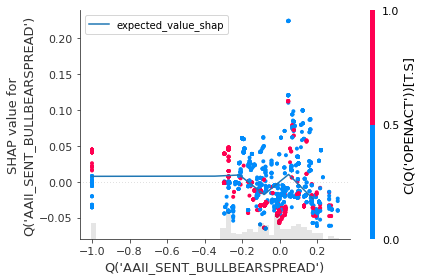 expected_value_shap
0.20
0.15
0.10
0.05
0.00
−0.05
SHAP value for
Q('AAII_SENT_BULLBEARSPREAD')
−1.0 −0.8 −0.6 −0.4 −0.2 0.0 0.2
Q('AAII_SENT_BULLBEARSPREAD')
1.0
0.5
0.0
C(Q('OPENACT'))[T.S]